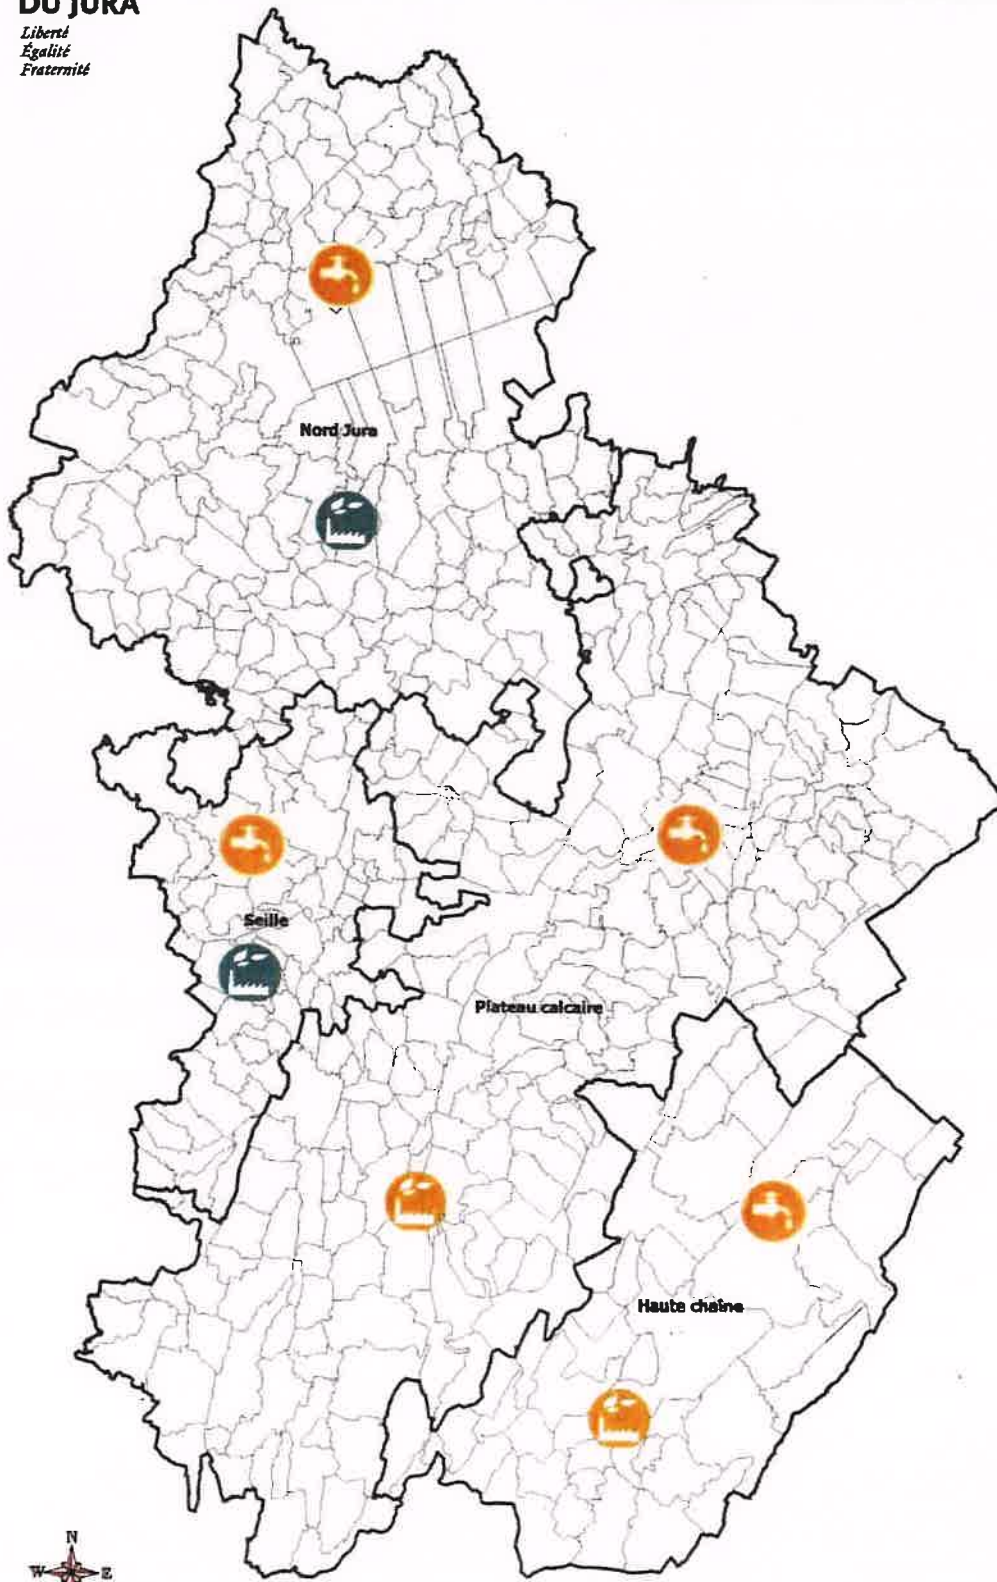 DU JURA
Liberté
Égalité
Fraternité
Nord Jura
Seille
Plateau calcaire
Haute chaîne
N
W E